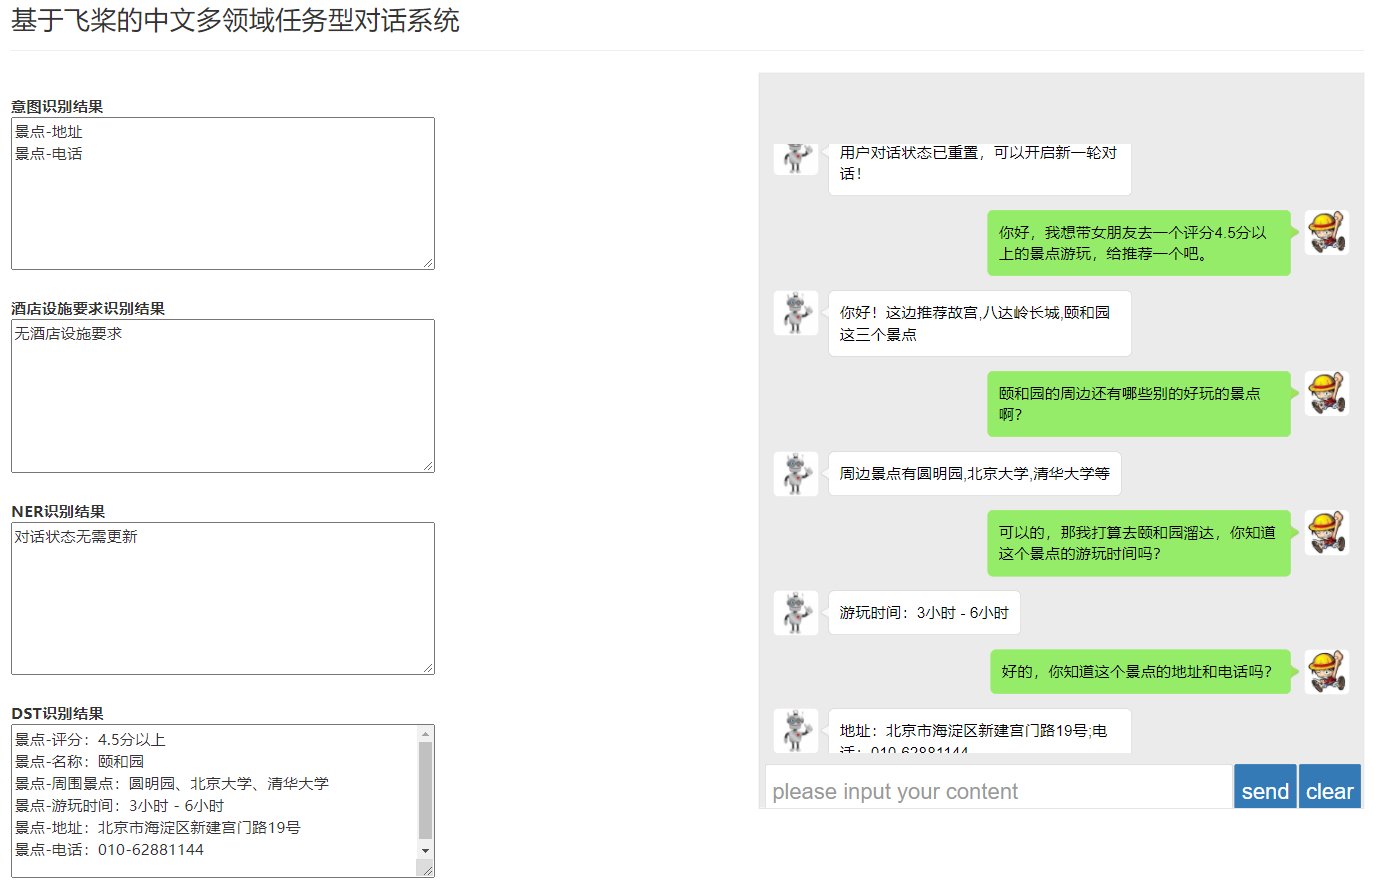 基于飞桨的中文多领域任务型对话系统
意图识别结果
景点-地址
景点-电话
酒店设施要求识别结果
无酒店设施要求
NER识别结果
对话状态无需更新
DST识别结果
景点-评分：4.5分以上
景点-名称：颐和园
景点-周围景点：圆明园、北京大学、清华大学
景点-游玩时间：3小时 - 6小时
景点-地址：北京市海淀区新建宫门路19号
景点-电话：010-62881144
用户对话状态已重置，可以开启新一轮对
话！
你好，我想带女朋友去一个评分4.5分以
上的景点游玩，给推荐一个吧。
你好！这边推荐故宫,八达岭长城,颐和园
这三个景点
颐和园的周边还有哪些别的好玩的景点
啊？
周边景点有圆明园,北京大学,清华大学等
可以的，那我打算去颐和园溜达，你知道
这个景点的游玩时间吗？
游玩时间：3小时 - 6小时
好的，你知道这个景点的地址和电话吗？
地址：北京市海淀区新建宫门路19号;电
话：010-62881144
please input your content
send
clear